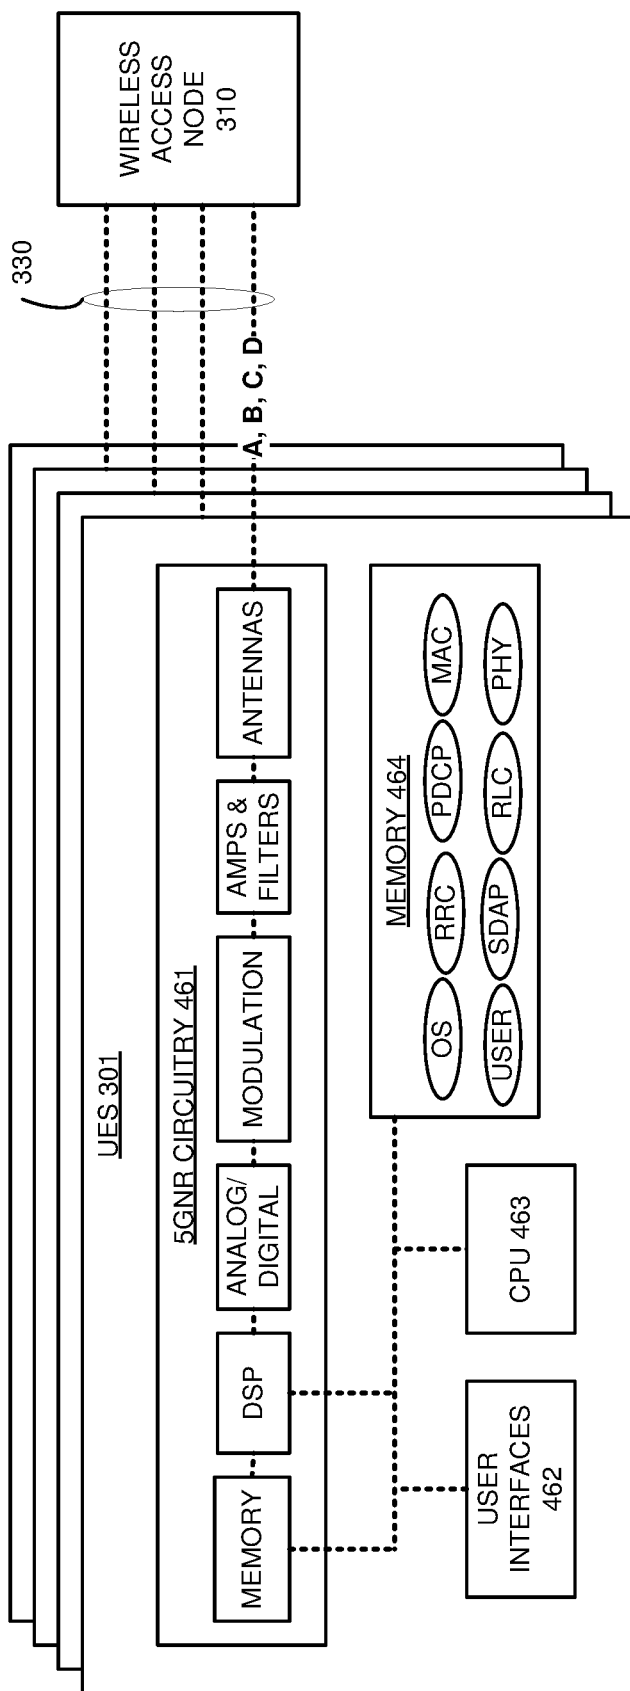 UES 301
5GNR CIRCUITRY 461
MEMORY
DSP
ANALOG/
DIGITAL
MODULATION
AMPS &
FILTERS
ANTENNAS
A, B, C, D
330
WIRELESS
ACCESS
NODE
310
USER
INTERFACES
462
CPU 463
MEMORY 464
OS
RRC
PDCP
MAC
USER
SDAP
RLC
PHY